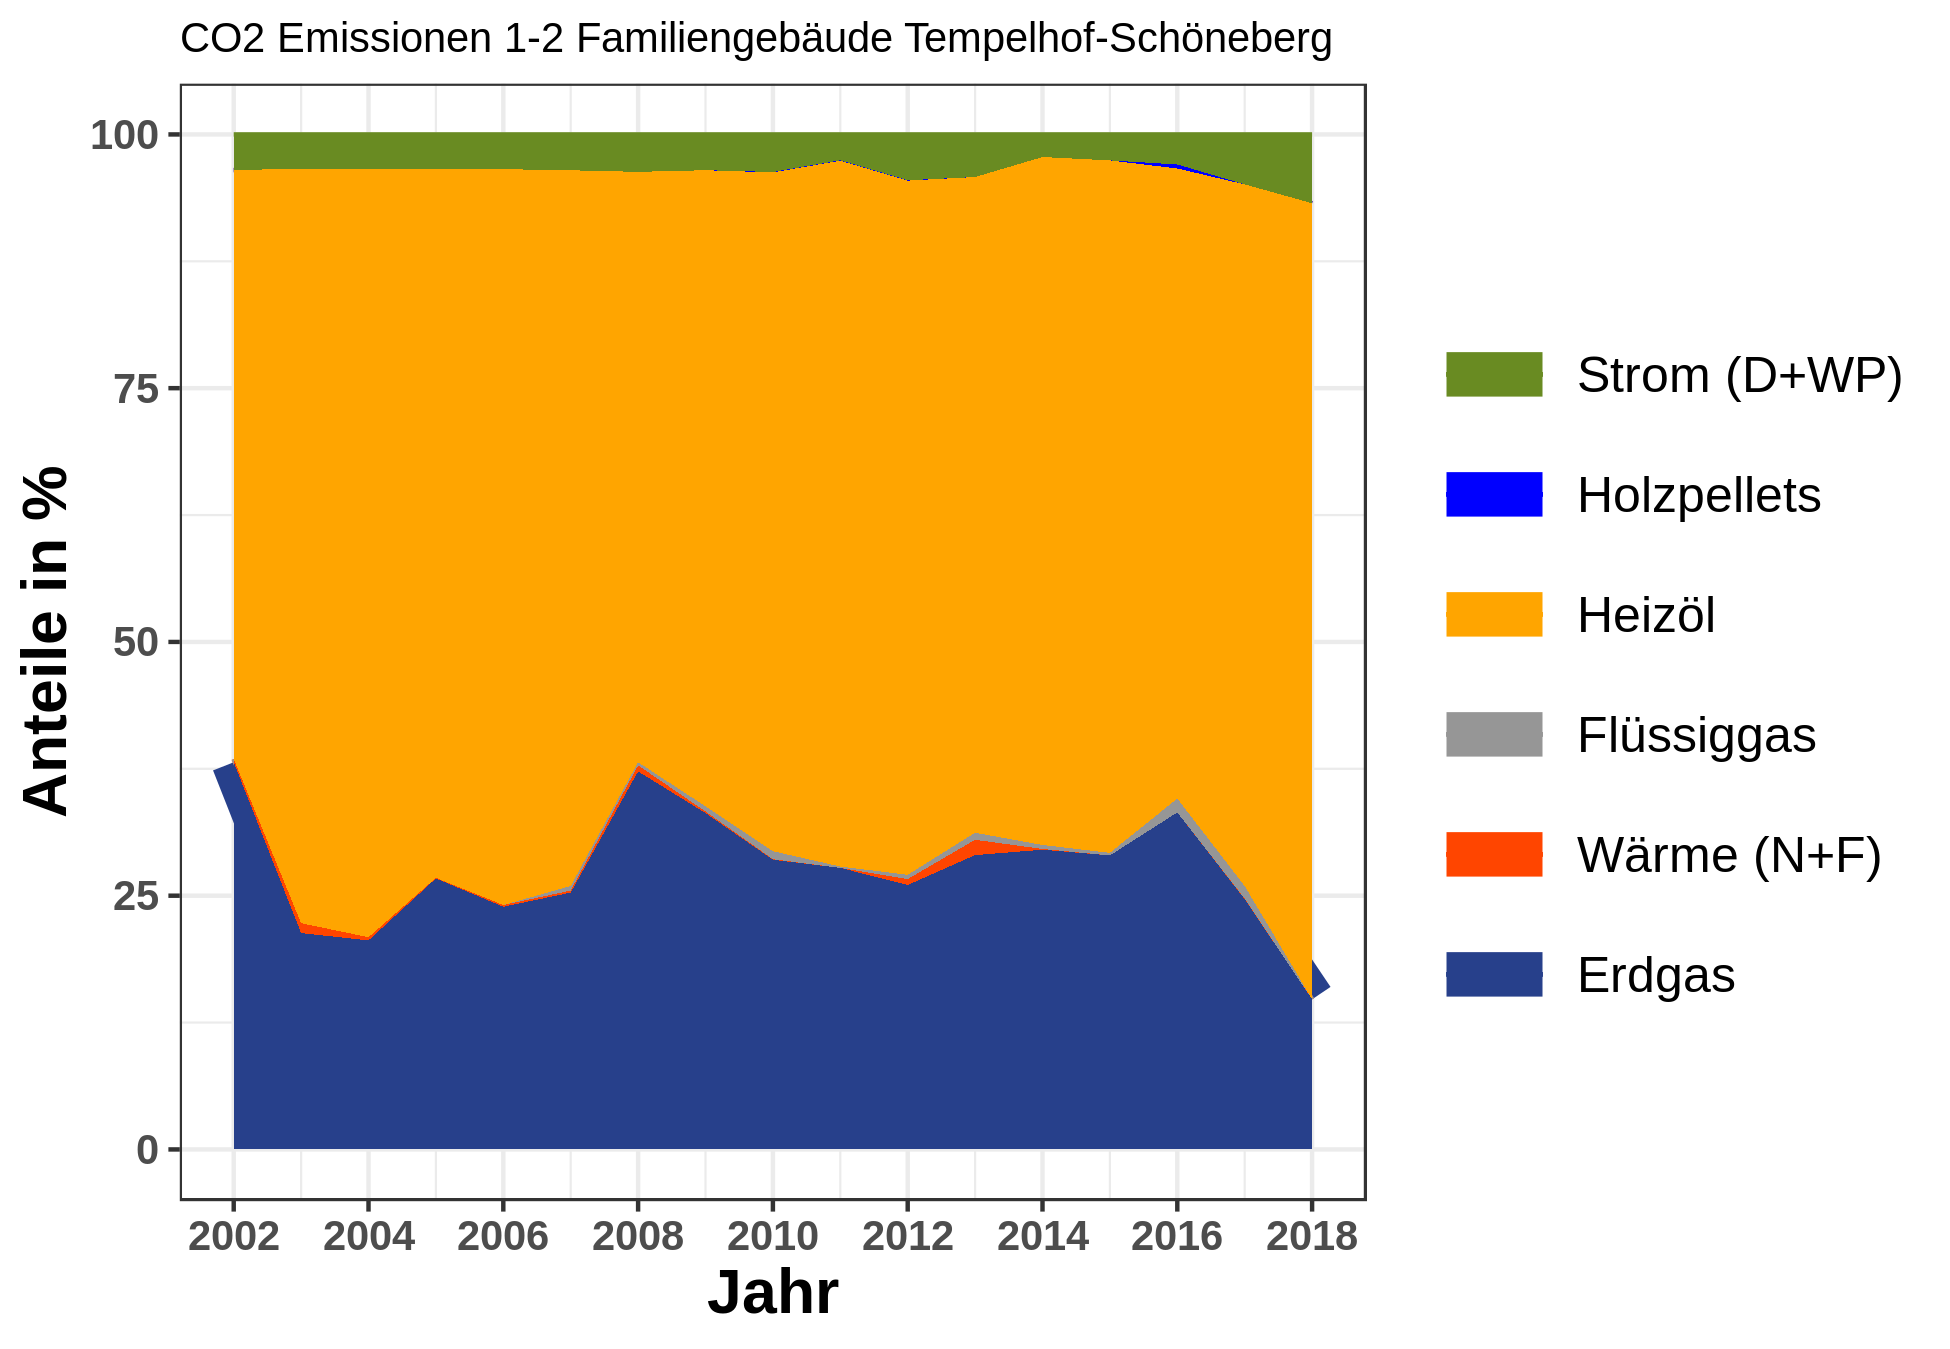 CO2 Emissionen 1-2 Familiengebäude Tempelhof-Schöneberg
Anteile in %
100
75
50
25
0
2002 2004 2006 2008 2010 2012 2014 2016 2018
Jahr
Strom (D+WP)
Holzpellets
Heizöl
Flüssiggas
Wärme (N+F)
Erdgas